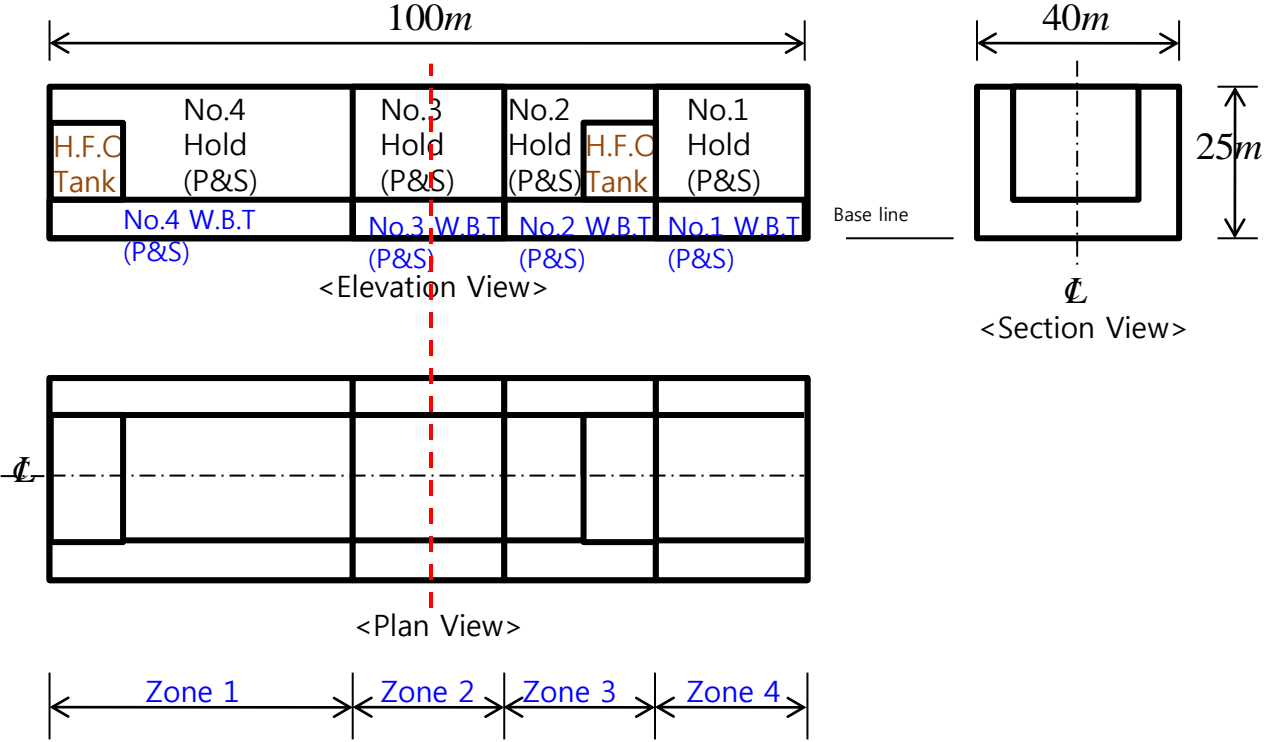 100m
40m
No.4
Hold
(P&S)
No.3
Hold
(P&S)
No.2
Hold
(P&S)
No.1
Hold
(P&S)
H.F.O
Tank
H.F.O
Tank
25m
No.4 W.B.T
(P&S)
No.3 W.B.T
(P&S)
No.2 W.B.T
(P&S)
No.1 W.B.T
(P&S)
Base line
<Elevation View>
℄
<Section View>
℄
<Plan View>
Zone 1
Zone 2
Zone 3
Zone 4